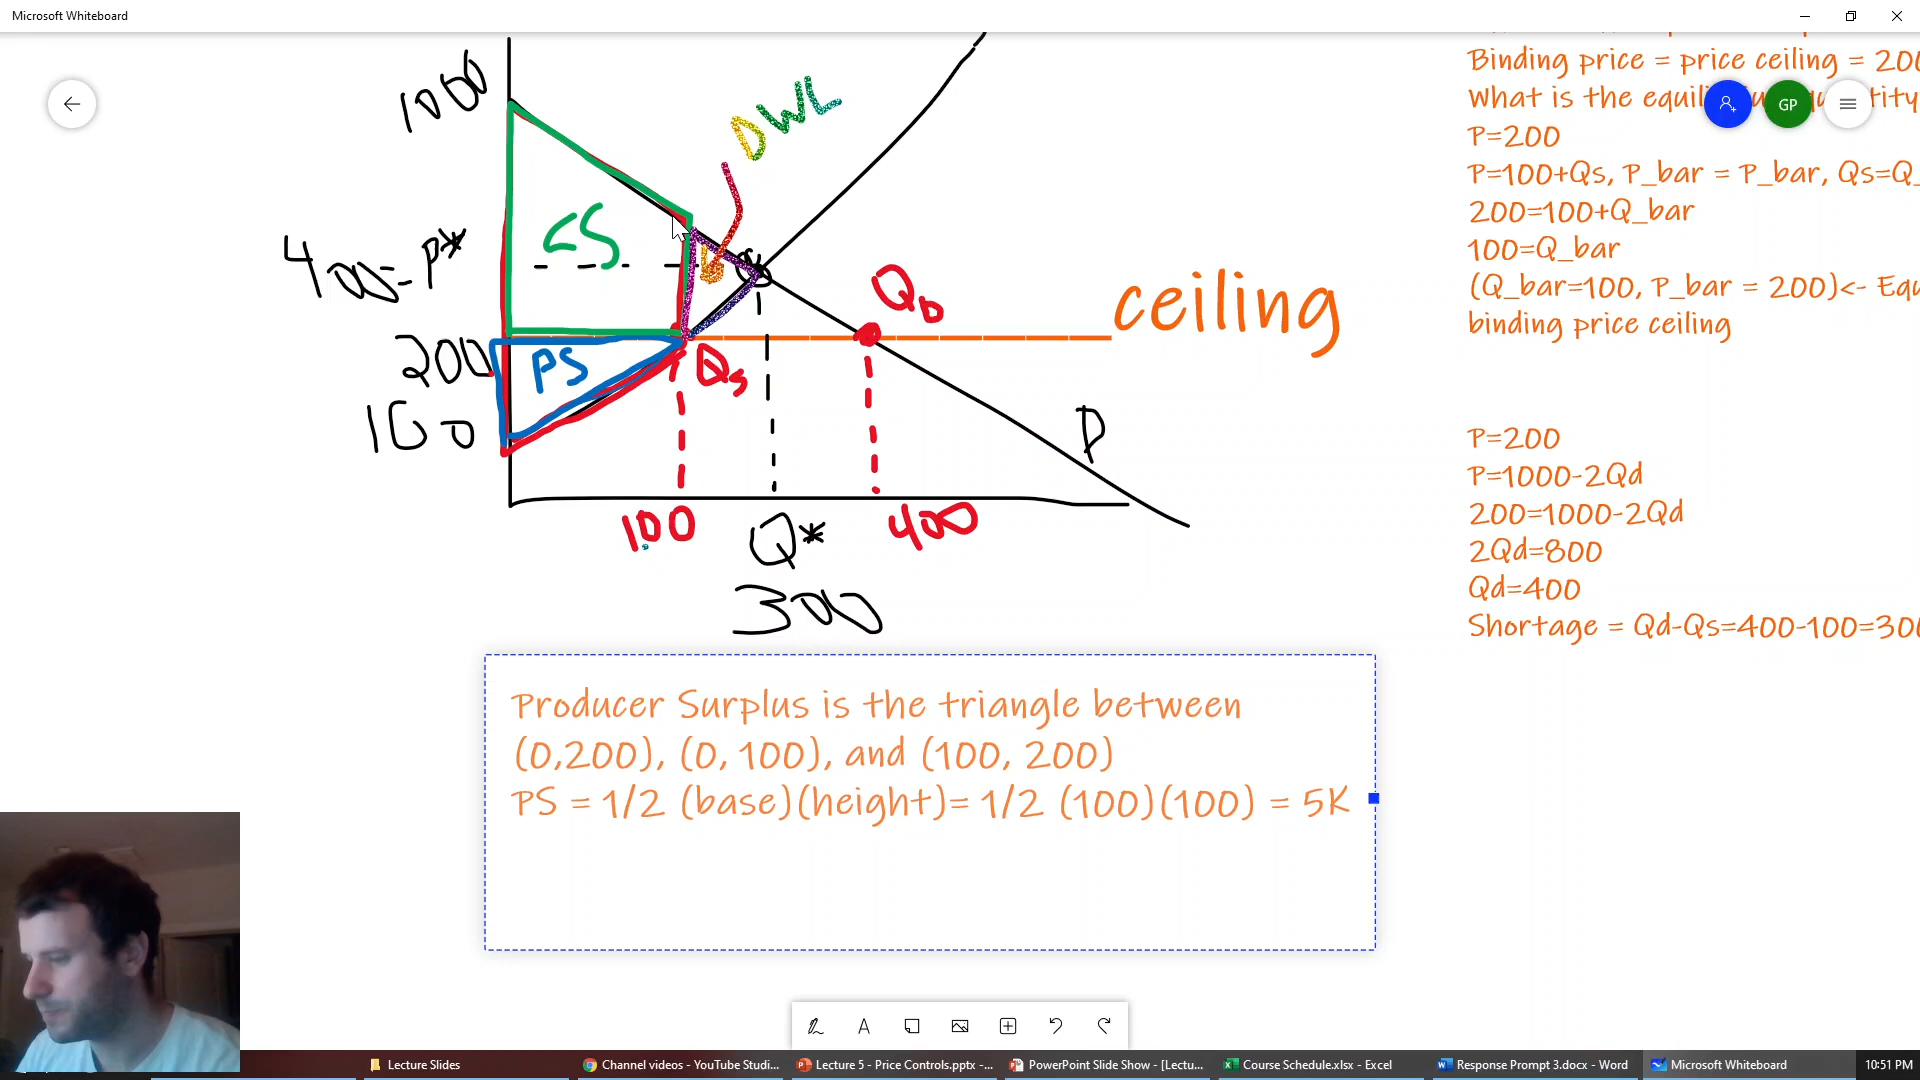 Microsoft Whiteboard
1000
DWL
CS
400=P*
QD
ceiling
200
PS
Qs
100
D
100
Q*
400
300
Binding price = price ceiling = 200
What is the
P=200
P=100+Qs, P_bar = P_bar, Qs=Q_
200=100+Q_bar
100=Q_bar
(Q_bar=100, P_bar = 200)<- Equ
binding price ceiling
GP
P=200
P=1000-2Qd
200=1000-2Qd
2Qd=800
Qd=400
Shortage = Qd-Qs=400-100=300
Producer Surplus is the triangle between
(0,200), (0, 100), and (100, 200)
PS = 1/2 (base)(height)= 1/2 (100)(100) = 5K
Lecture Slides
Channel videos - YouTube Studi...
Lecture 5 - Price Controls.pptx -...
PowerPoint Slide Show - [Lectu...
Course Schedule.xlsx - Excel
Response Prompt 3.docx - Word
Microsoft Whiteboard
10:51 PM